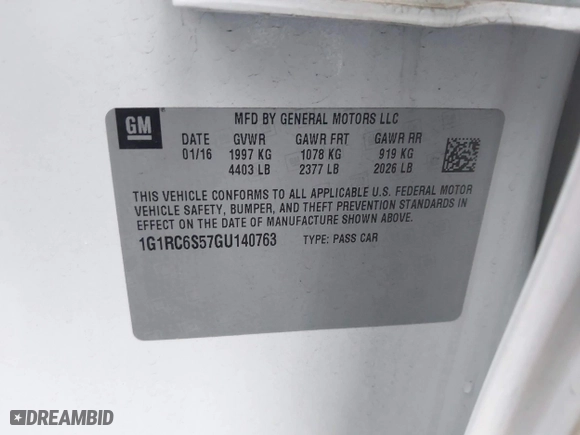 GM
MFD BY GENERAL MOTORS LLC
DATE GVWR GAWR FRT GAWR RR
01/16 1997 KG 1078 KG 919 KG
4403 LB 2377 LB 2026 LB
THIS VEHICLE CONFORMS TO ALL APPLICABLE U.S. FEDERAL MOTOR
VEHICLE SAFETY, BUMPER, AND THEFT PREVENTION STANDARDS IN
EFFECT ON THE DATE OF MANUFACTURE SHOWN ABOVE.
1G1RC6S57GU140763 TYPE: PASS CAR
DREAMBID